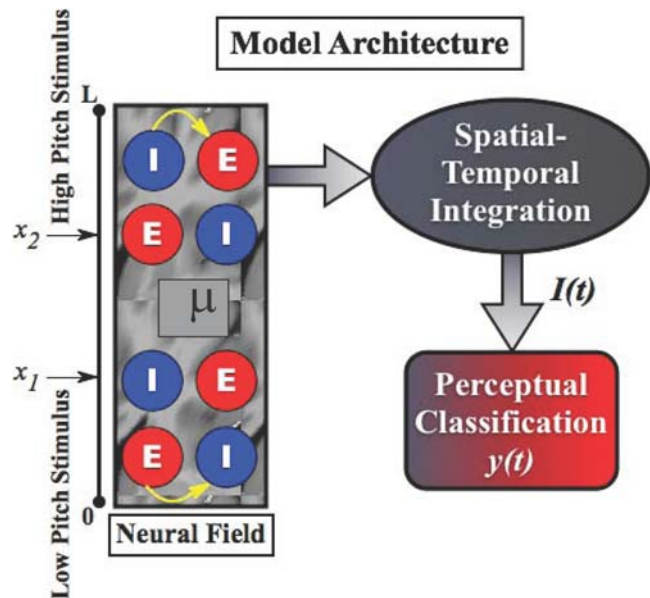 Model Architecture
High Pitch Stimulus
L
I E
E I
x2
μ
x1
I E
E I
0
Low Pitch Stimulus
Neural Field
Spatial-
Temporal
Integration
I(t)
Perceptual
Classification
y(t)